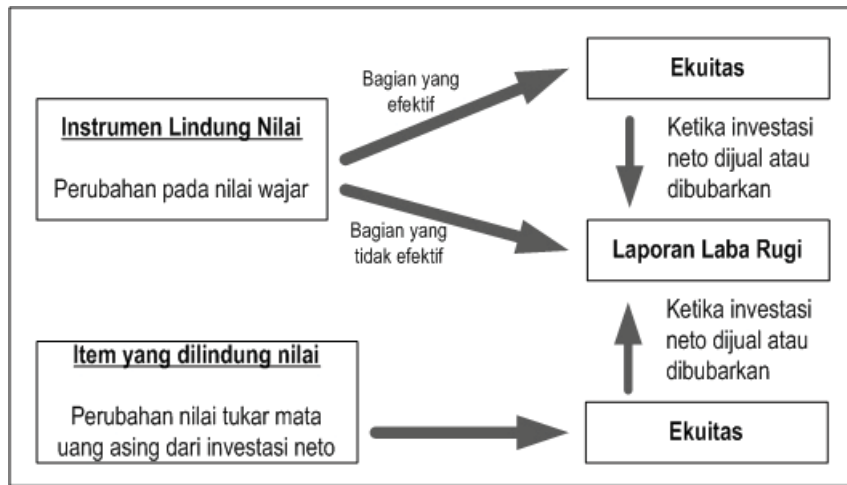 Instrumen Lindung Nilai
Perubahan pada nilai wajar
Bagian yang
efektif
Bagian yang
tidak efektif
Ekuitas
Ketika investasi
neto dijual atau
dibubarkan
Laporan Laba Rugi
Ketika investasi
neto dijual atau
dibubarkan
Item yang dilindung nilai
Perubahan nilai tukar mata
uang asing dari investasi neto
Ekuitas